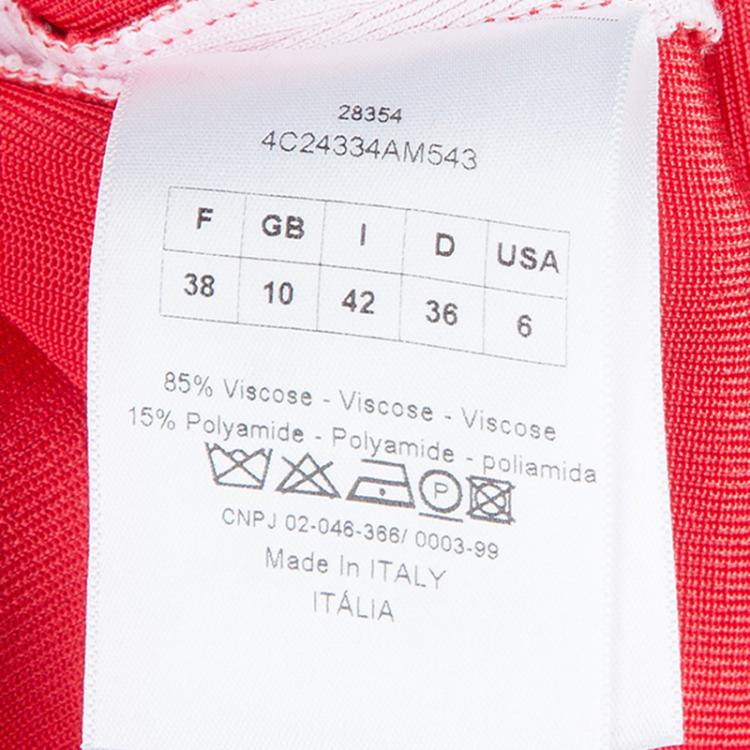 28354
4C24334AM543
F GB I D USA
38 10 42 36 6
85% Viscose - Viscose - Viscose
15% Polyamide - Polyamide - poliamida
P
CNPJ 02-046-366/ 0003-99
Made In ITALY
ITÁLIA